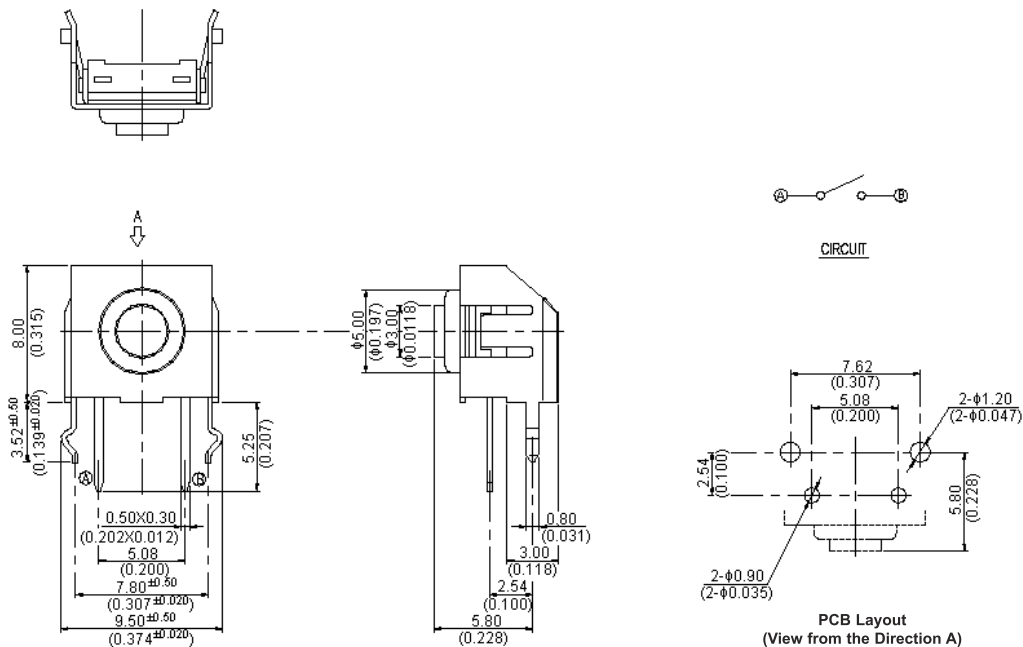 A
8.00
(0.315)
3.52±0.50
(0.139±0.020)
A
B
5.25
(0.207)
0.50X0.30
(0.202X0.012)
5.08
(0.200)
7.80±0.50
(0.307±0.020)
9.50±0.50
(0.374±0.020)
ϕ5.00
(ϕ0.197)
ϕ3.00
(ϕ0.0118)
0.80
(0.031)
3.00
(0.118)
2.54
(0.100)
5.80
(0.228)
A
B
CIRCUIT
7.62
(0.307)
5.08
(0.200)
2-ϕ1.20
(2-ϕ0.047)
2.54
(0.100)
5.80
(0.228)
2-ϕ0.90
(2-ϕ0.035)
PCB Layout
(View from the Direction A)